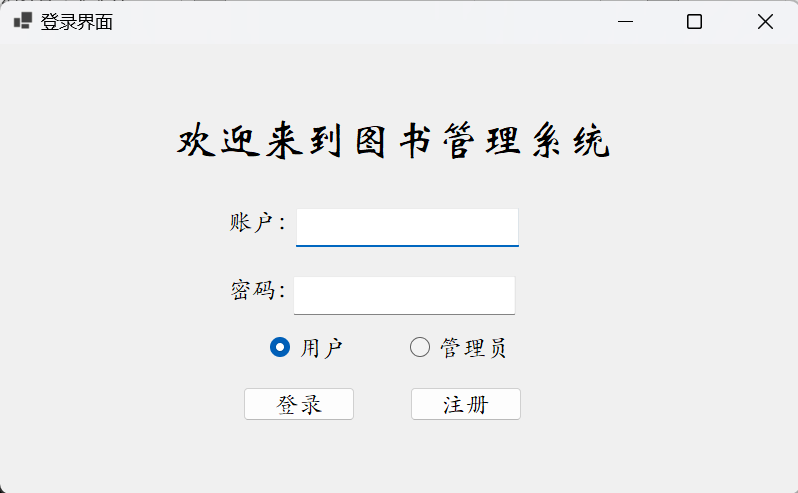 登录界面
欢迎来到图书管理系统
账户:
密码:
用户 管理员
登录 注册